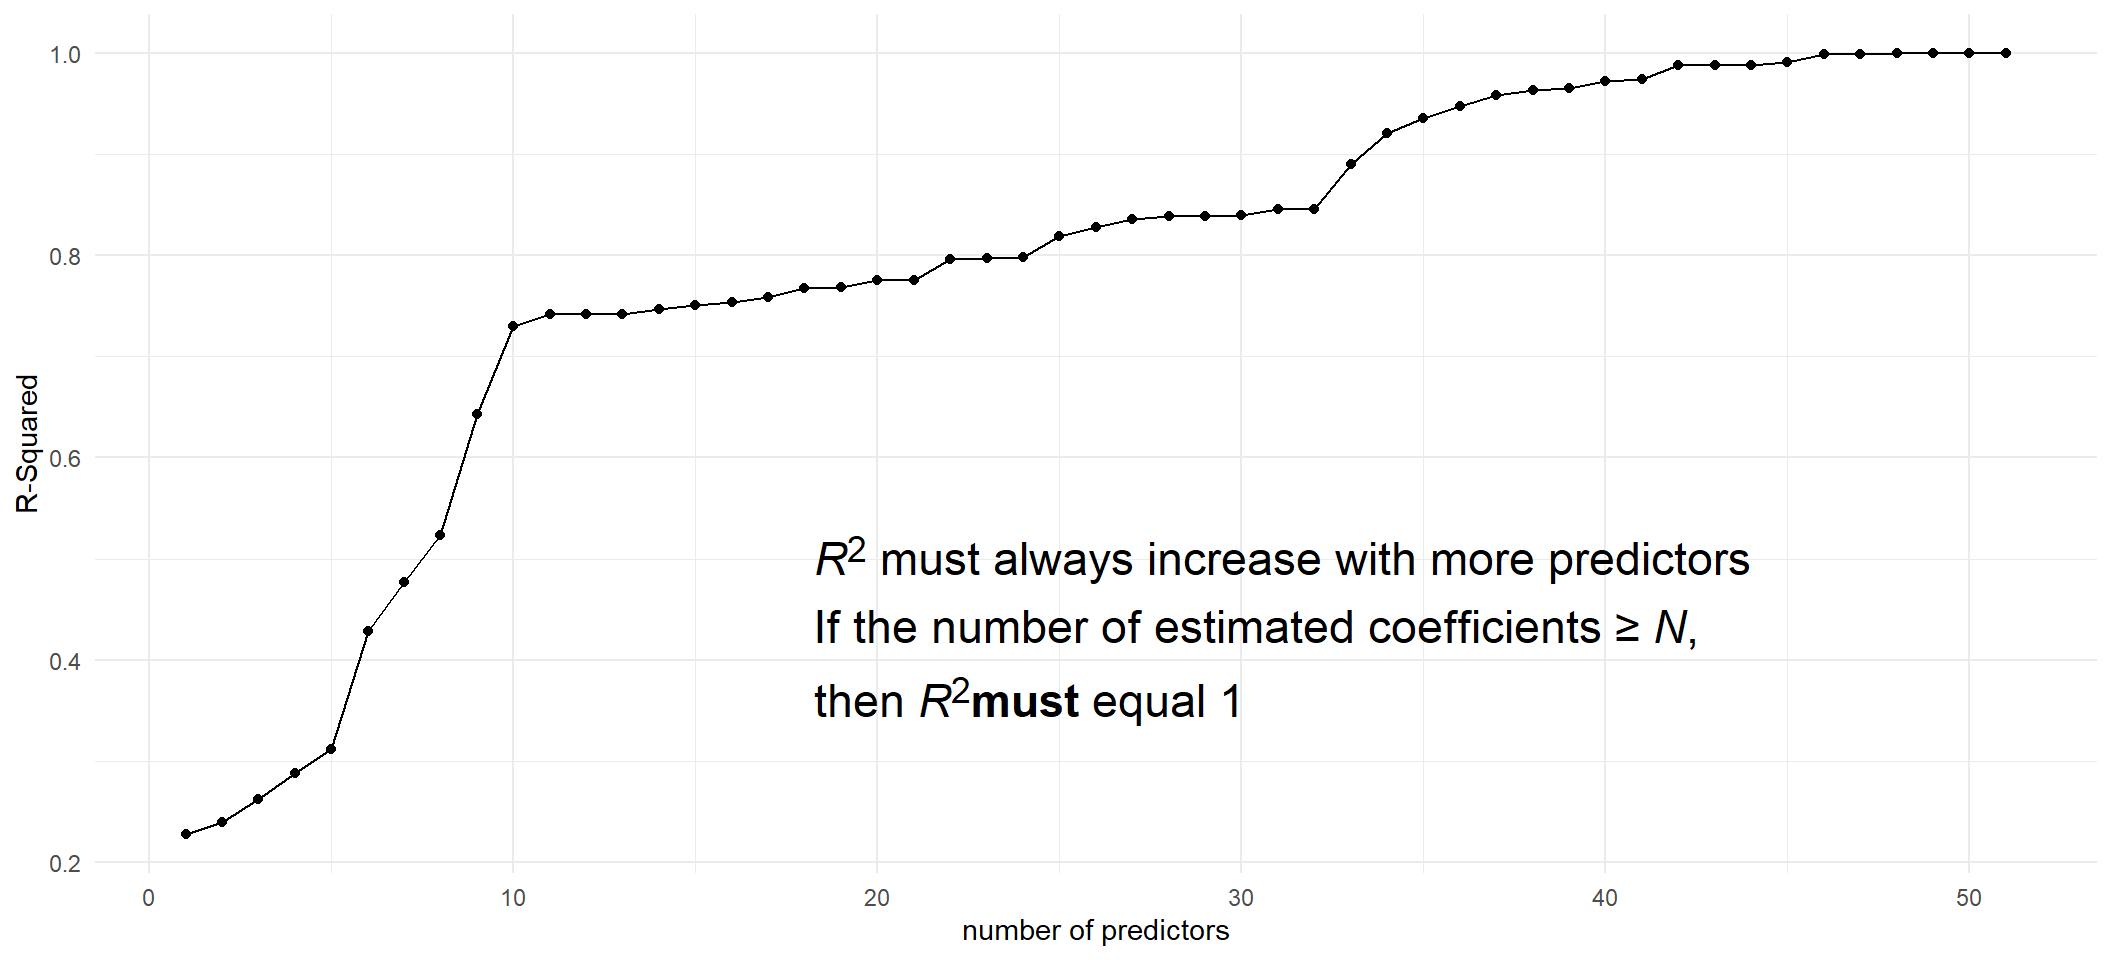 1.0
0.8
0.6
0.4
0.2
R-Squared
R² must always increase with more predictors
If the number of estimated coefficients ≥ N,
then R²must equal 1
0 10 20 30 40 50
number of predictors